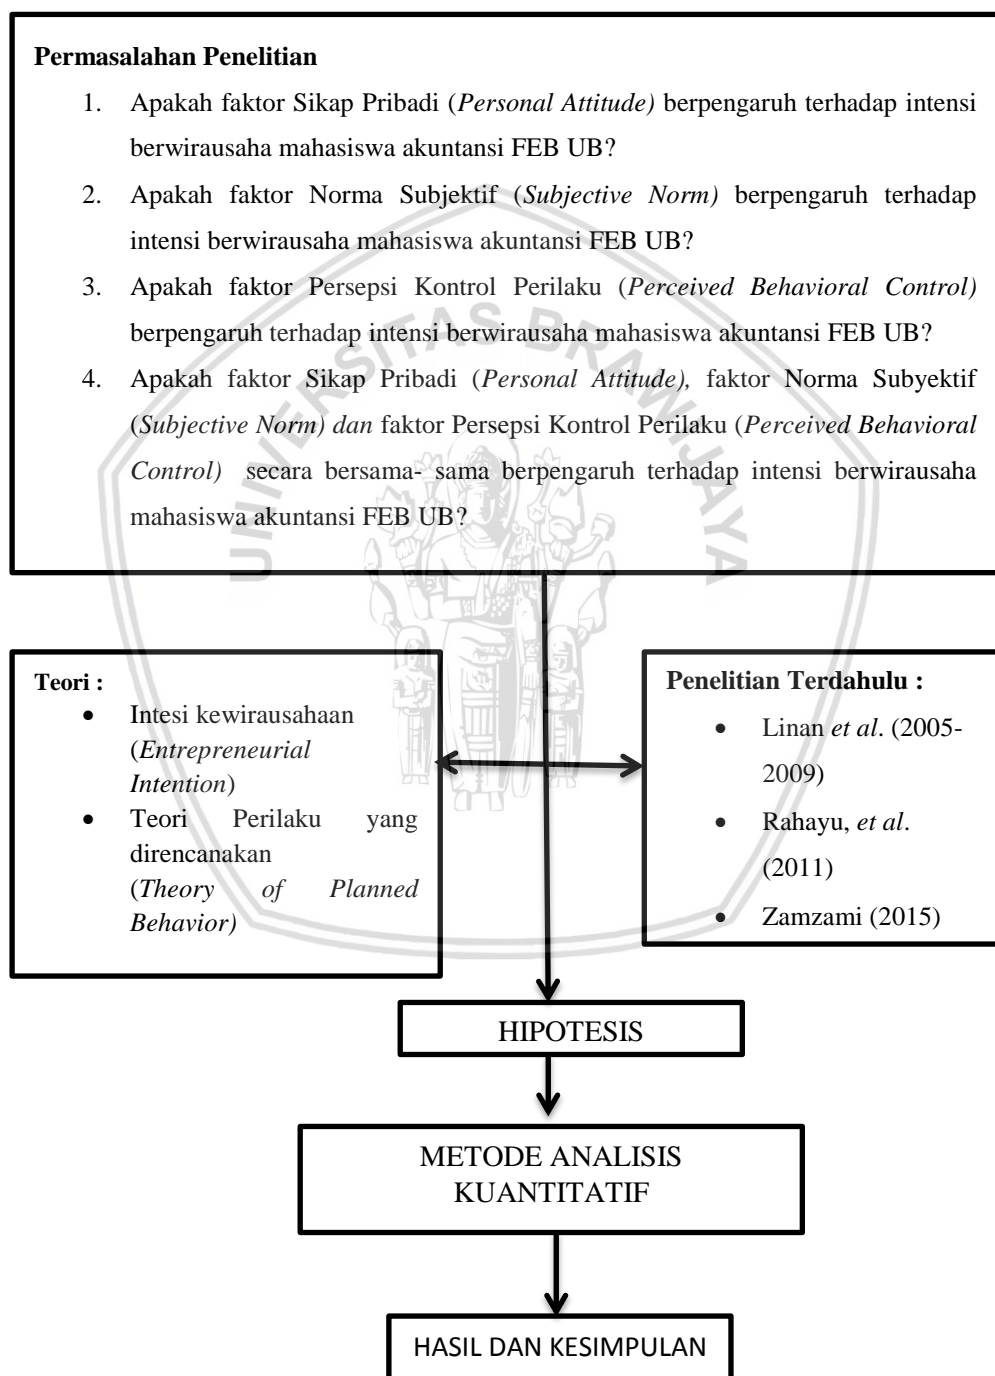 Permasalahan Penelitian
1. Apakah faktor Sikap Pribadi (Personal Attitude) berpengaruh terhadap intensi
berwirausaha mahasiswa akuntansi FEB UB?
2. Apakah faktor Norma Subjektif (Subjective Norm) berpengaruh terhadap
intensi berwirausaha mahasiswa akuntansi FEB UB?
3. Apakah faktor Persepsi Kontrol Perilaku (Perceived Behavioral Control)
berpengaruh terhadap intensi berwirausaha mahasiswa akuntansi FEB UB?
4. Apakah faktor Sikap Pribadi (Personal Attitude), faktor Norma Subyektif
(Subjective Norm) dan faktor Persepsi Kontrol Perilaku (Perceived Behavioral
Control) secara bersama- sama berpengaruh terhadap intensi berwirausaha
mahasiswa akuntansi FEB UB?
UNIVERSITAS BRAWIJAYA
Teori :
• Intesi kewirausahaan
(Entrepreneurial
Intention)
• Teori Perilaku yang
direncanakan
(Theory of Planned
Behavior)
Penelitian Terdahulu :
• Linan et al. (2005-
2009)
• Rahayu, et al.
(2011)
• Zamzami (2015)
HIPOTESIS
METODE ANALISIS
KUANTITATIF
HASIL DAN KESIMPULAN